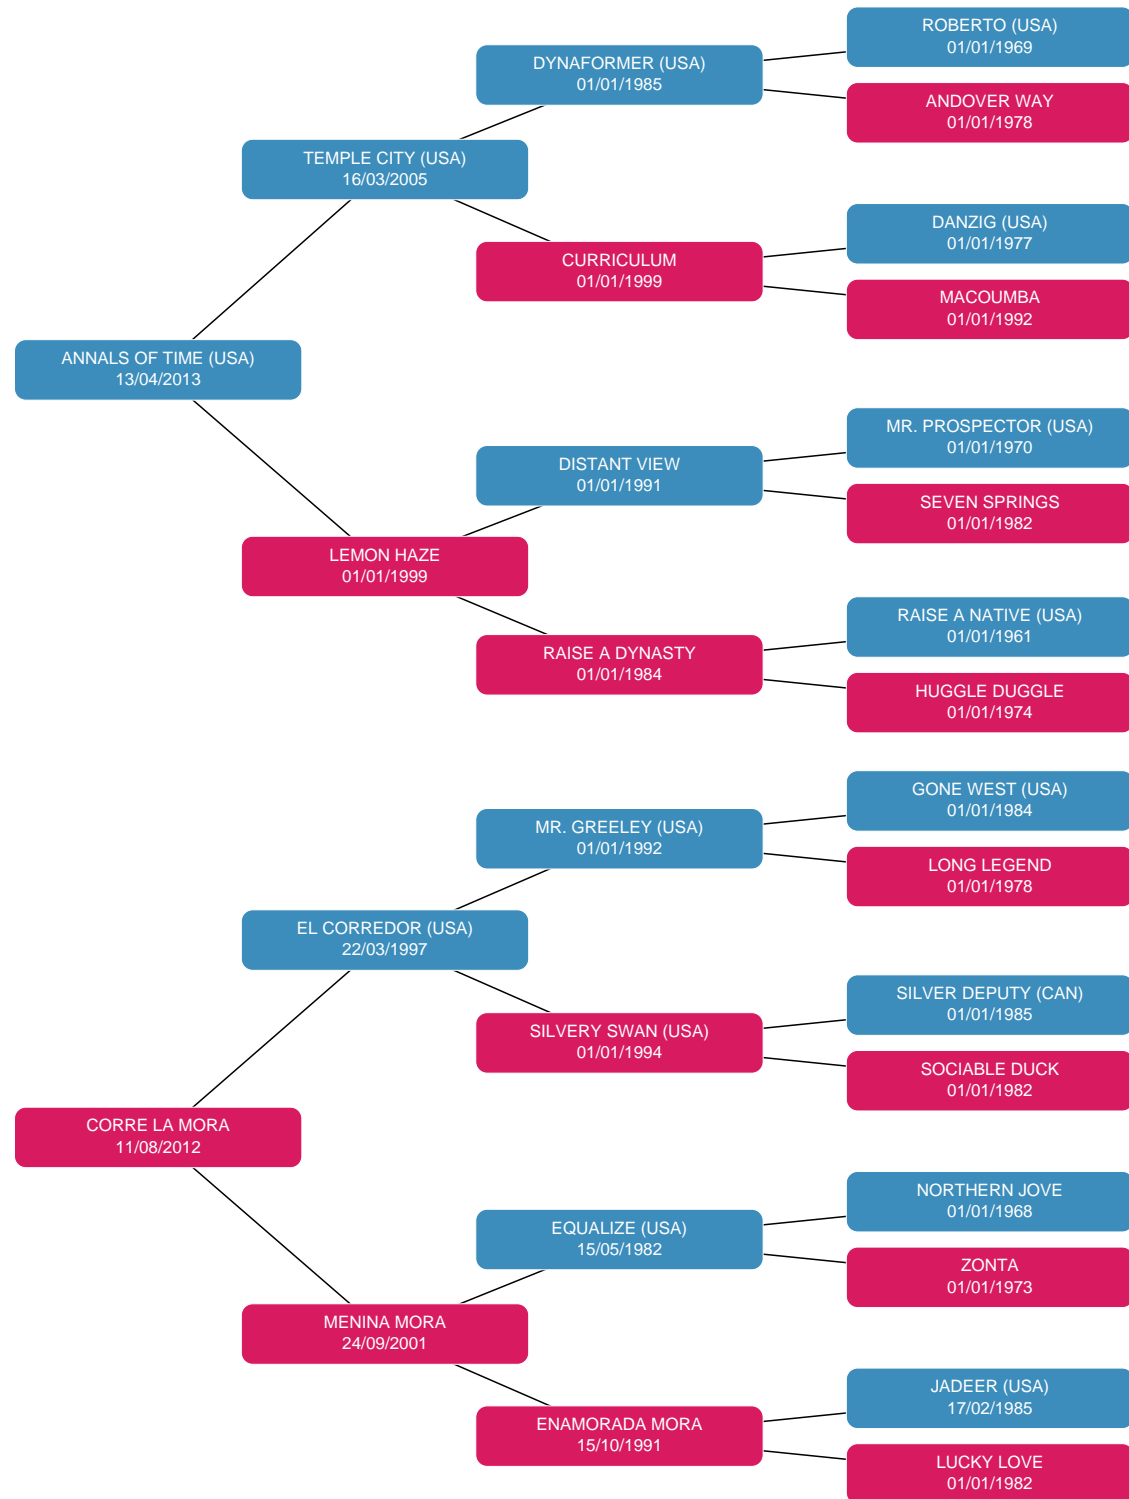 ROBERTO (USA)
01/01/1969
DYNAFORMER (USA)
01/01/1985
ANDOVER WAY
01/01/1978
TEMPLE CITY (USA)
16/03/2005
DANZIG (USA)
01/01/1977
CURRICULUM
01/01/1999
MACOUMBA
01/01/1992
ANNALS OF TIME (USA)
13/04/2013
MR. PROSPECTOR (USA)
01/01/1970
DISTANT VIEW
01/01/1991
SEVEN SPRINGS
01/01/1982
LEMON HAZE
01/01/1999
RAISE A NATIVE (USA)
01/01/1961
RAISE A DYNASTY
01/01/1984
HUGGLE DUGGLE
01/01/1974
GONE WEST (USA)
01/01/1984
MR. GREELEY (USA)
01/01/1992
LONG LEGEND
01/01/1978
EL CORREDOR (USA)
22/03/1997
SILVER DEPUTY (CAN)
01/01/1985
SILVERY SWAN (USA)
01/01/1994
SOCIABLE DUCK
01/01/1982
CORRE LA MORA
11/08/2012
NORTHERN JOVE
01/01/1968
EQUALIZE (USA)
15/05/1982
ZONTA
01/01/1973
MENINA MORA
24/09/2001
JADEER (USA)
17/02/1985
ENAMORADA MORA
15/10/1991
LUCKY LOVE
01/01/1982